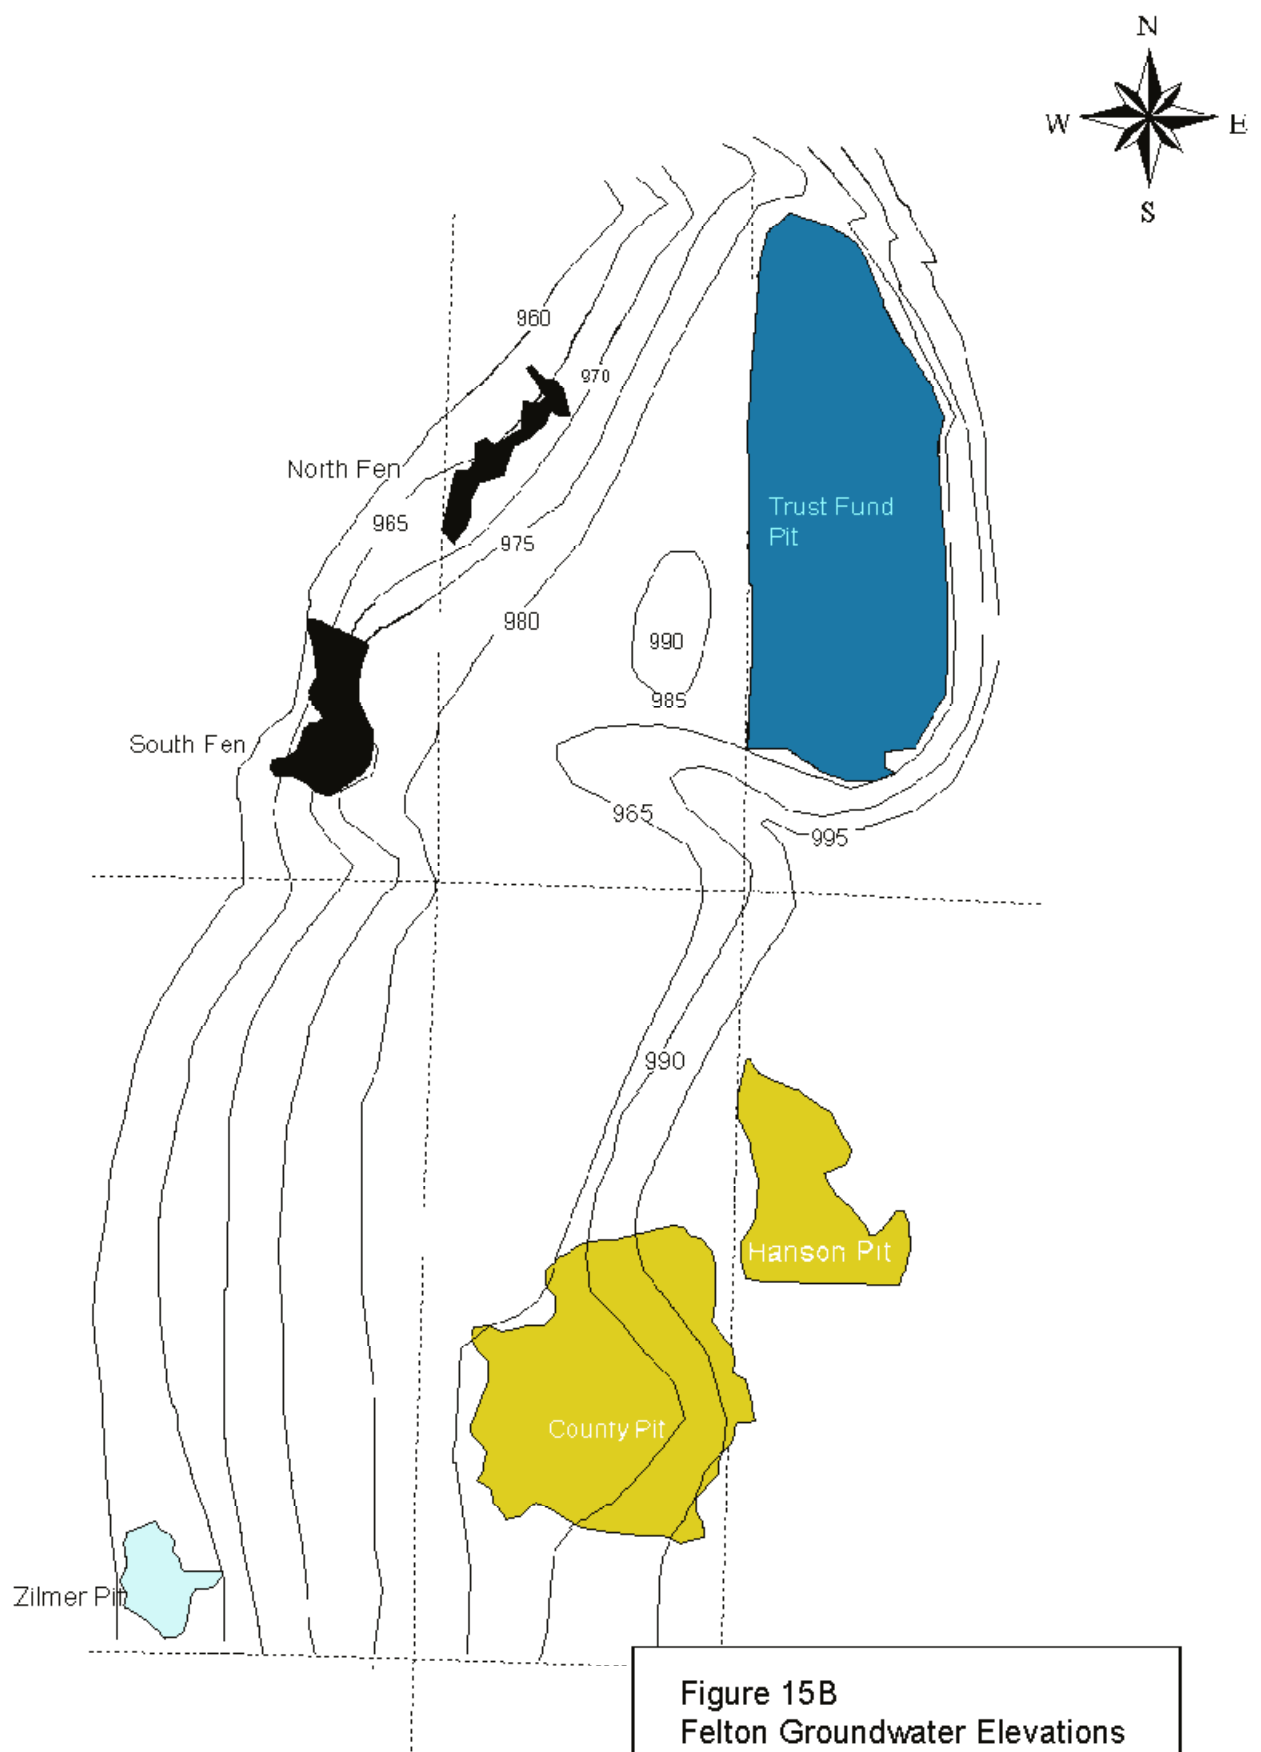 N
W E
S
960
970
North Fen
Trust Fund
Pit
965
975
980
990
985
South Fen
965
995
990
Hanson Pit
County Pit
Zilmer Pit
Figure 15B
Felton Groundwater Elevations